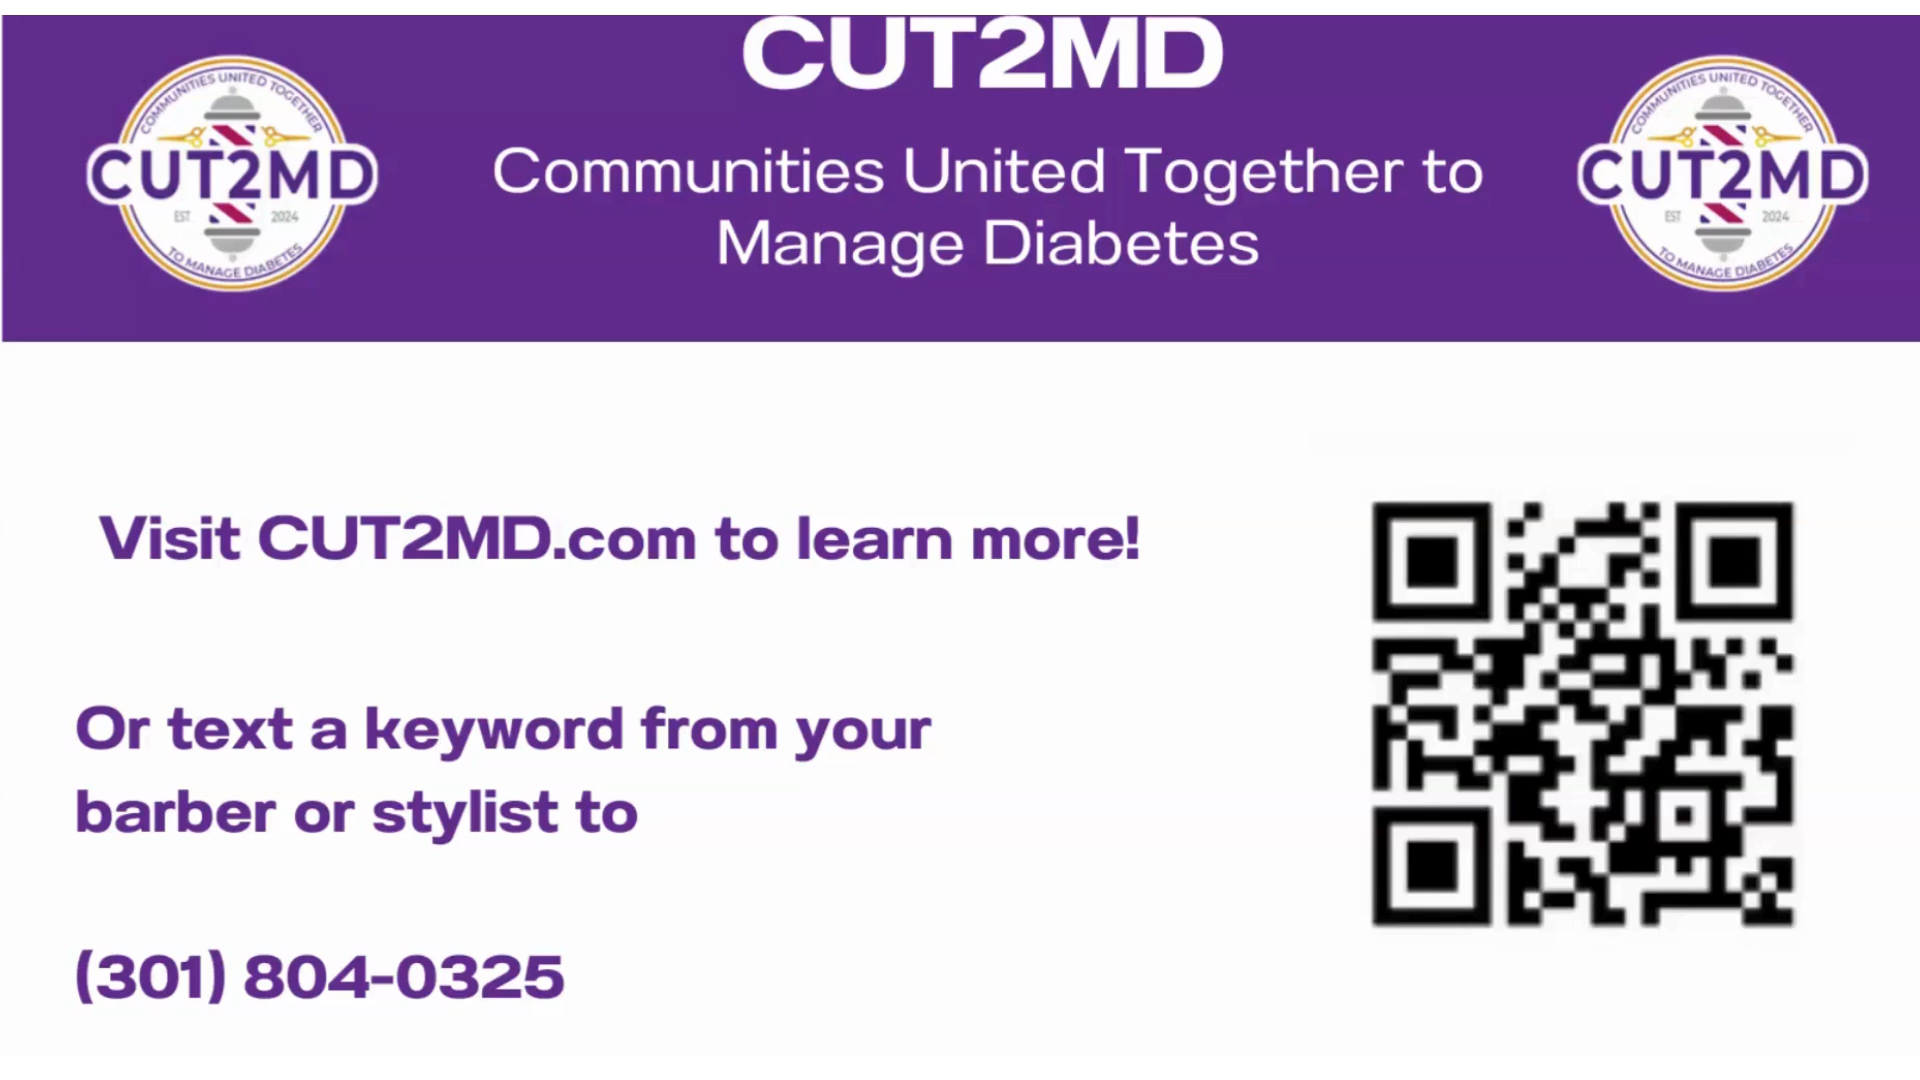 CUT2MD
Communities United Together to
Manage Diabetes
COMMUNITIES UNITED TOGETHER
CUT2MD
EST 2024
TO MANAGE DIABETES
COMMUNITIES UNITED TOGETHER
CUT2MD
EST 2024
TO MANAGE DIABETES
Visit CUT2MD.com to learn more!
Or text a keyword from your
barber or stylist to
(301) 804-0325